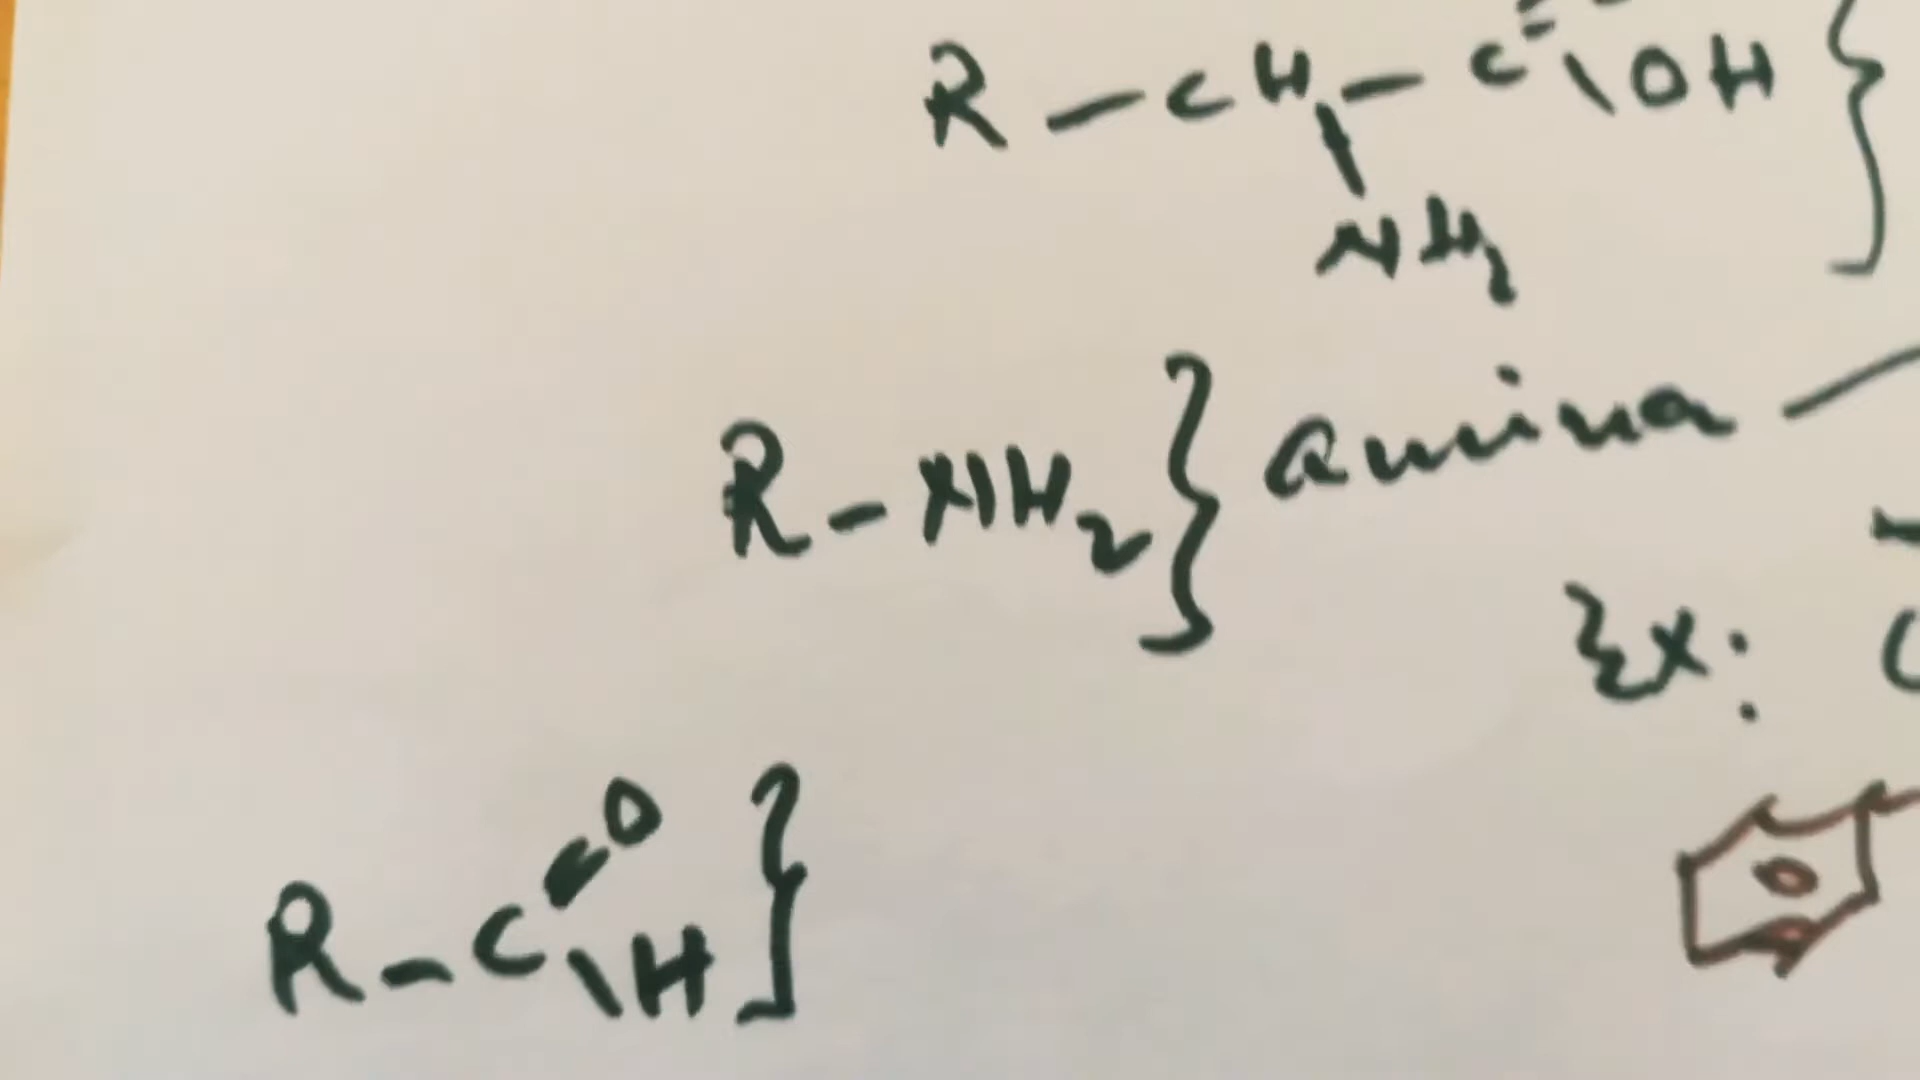 R-CH-C=\OH}
NH2
R-NH2} amina
Ex:
R-C=O\H}